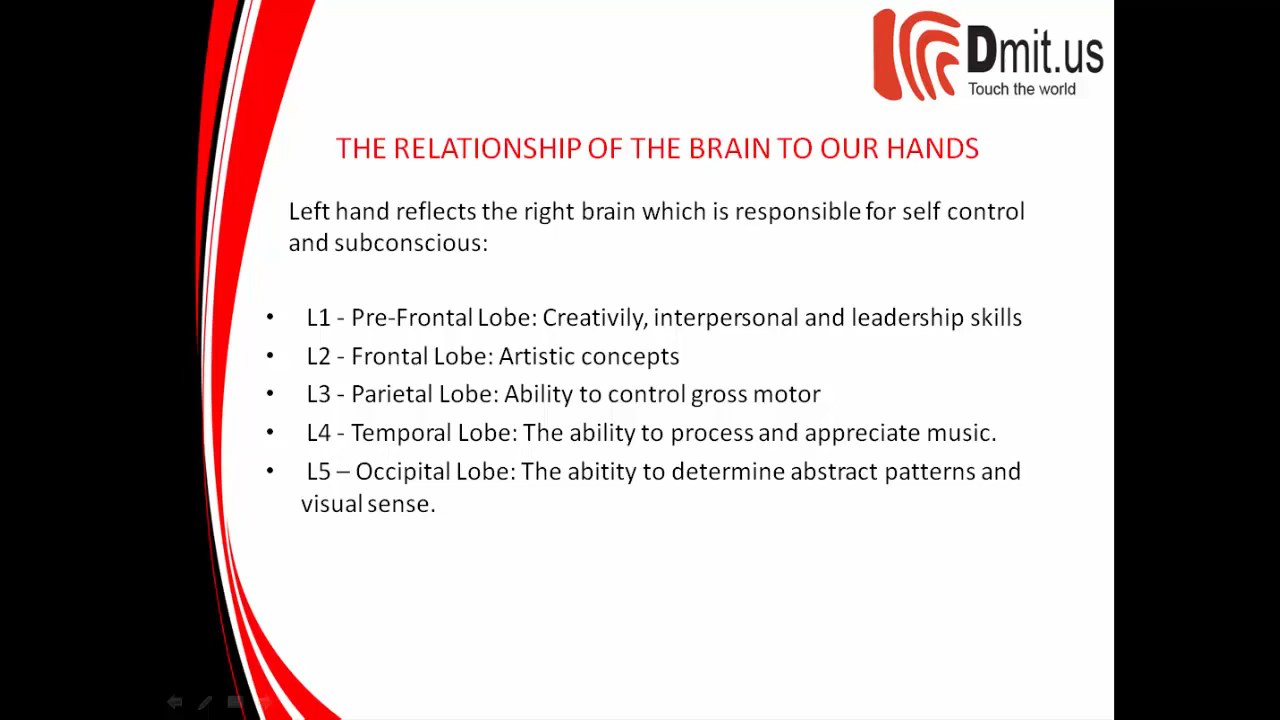 Dmit.us
Touch the world
THE RELATIONSHIP OF THE BRAIN TO OUR HANDS
Left hand reflects the right brain which is responsible for self control
and subconscious:
• L1 - Pre-Frontal Lobe: Creativily, interpersonal and leadership skills
• L2 - Frontal Lobe: Artistic concepts
• L3 - Parietal Lobe: Ability to control gross motor
• L4 - Temporal Lobe: The ability to process and appreciate music.
• L5 – Occipital Lobe: The abitity to determine abstract patterns and
visual sense.